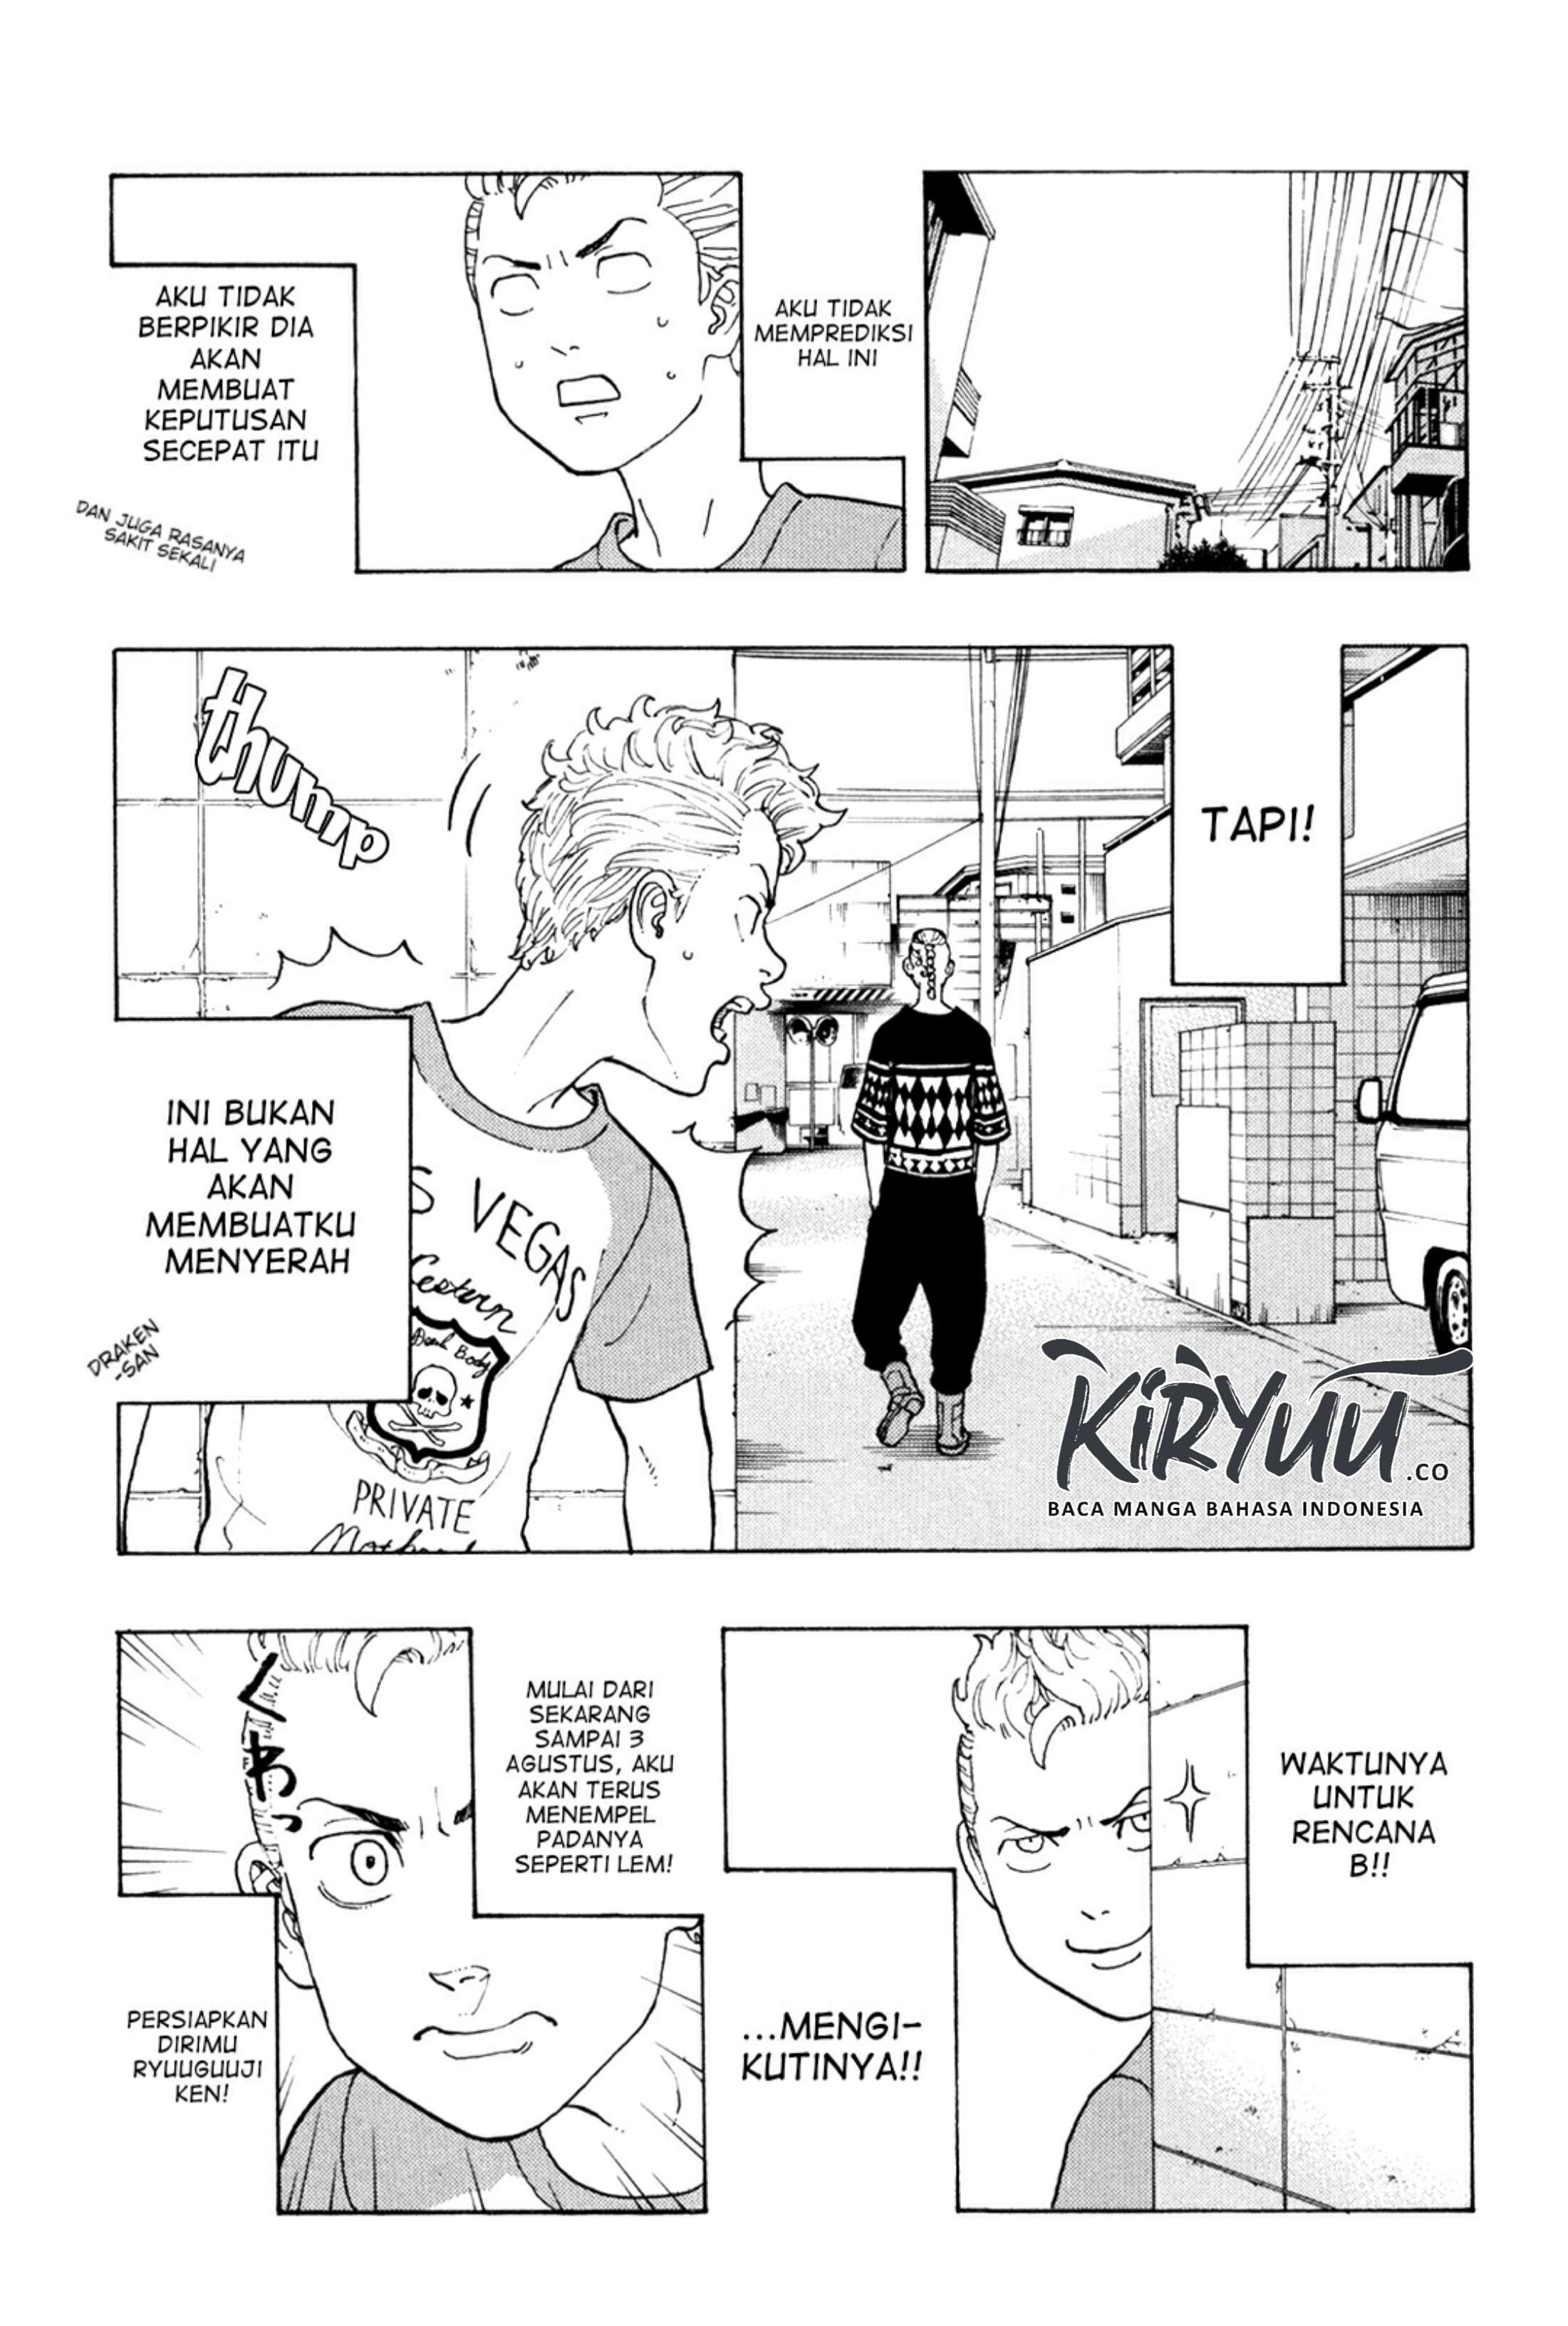 AKU TIDAK
MEMPREDIKSI
HAL INI
AKU TIDAK
BERPIKIR DIA
AKAN
MEMBUAT
KEPUTUSAN
SECEPAT ITU
DAN JUGA RASANYA
SAKIT SEKALI
TAPI!
thump
INI BUKAN
HAL YANG
AKAN
MEMBUATKU
MENYERAH
DRAKEN
-SAN
S VEGAS
PRIVATE
KIRYUU.CO
BACA MANGA BAHASA INDONESIA
WAKTUNYA
UNTUK
RENCANA
B!!
...MENGI-
KUTINYA!!
MULAI DARI
SEKARANG
SAMPAI 3
AGUSTUS, AKU
AKAN TERUS
MENEMPEL
PADANYA
SEPERTI LEM!
くわっ
PERSIAPKAN
DIRIMU
RYUUGUUJI
KEN!